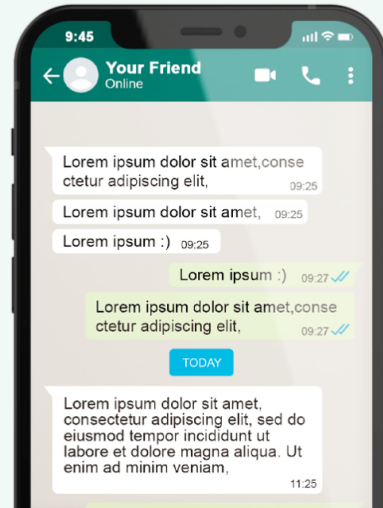 9:45
Your Friend
Online
Lorem ipsum dolor sit amet,conse
ctetur adipiscing elit,
09:25
Lorem ipsum dolor sit amet, 09:25
Lorem ipsum :) 09:25
Lorem ipsum :) 09:27
Lorem ipsum dolor sit amet,conse
ctetur adipiscing elit,
09:27
TODAY
Lorem ipsum dolor sit amet,
consectetur adipiscing elit, sed do
eiusmod tempor incididunt ut
labore et dolore magna aliqua. Ut
enim ad minim veniam,
11:25